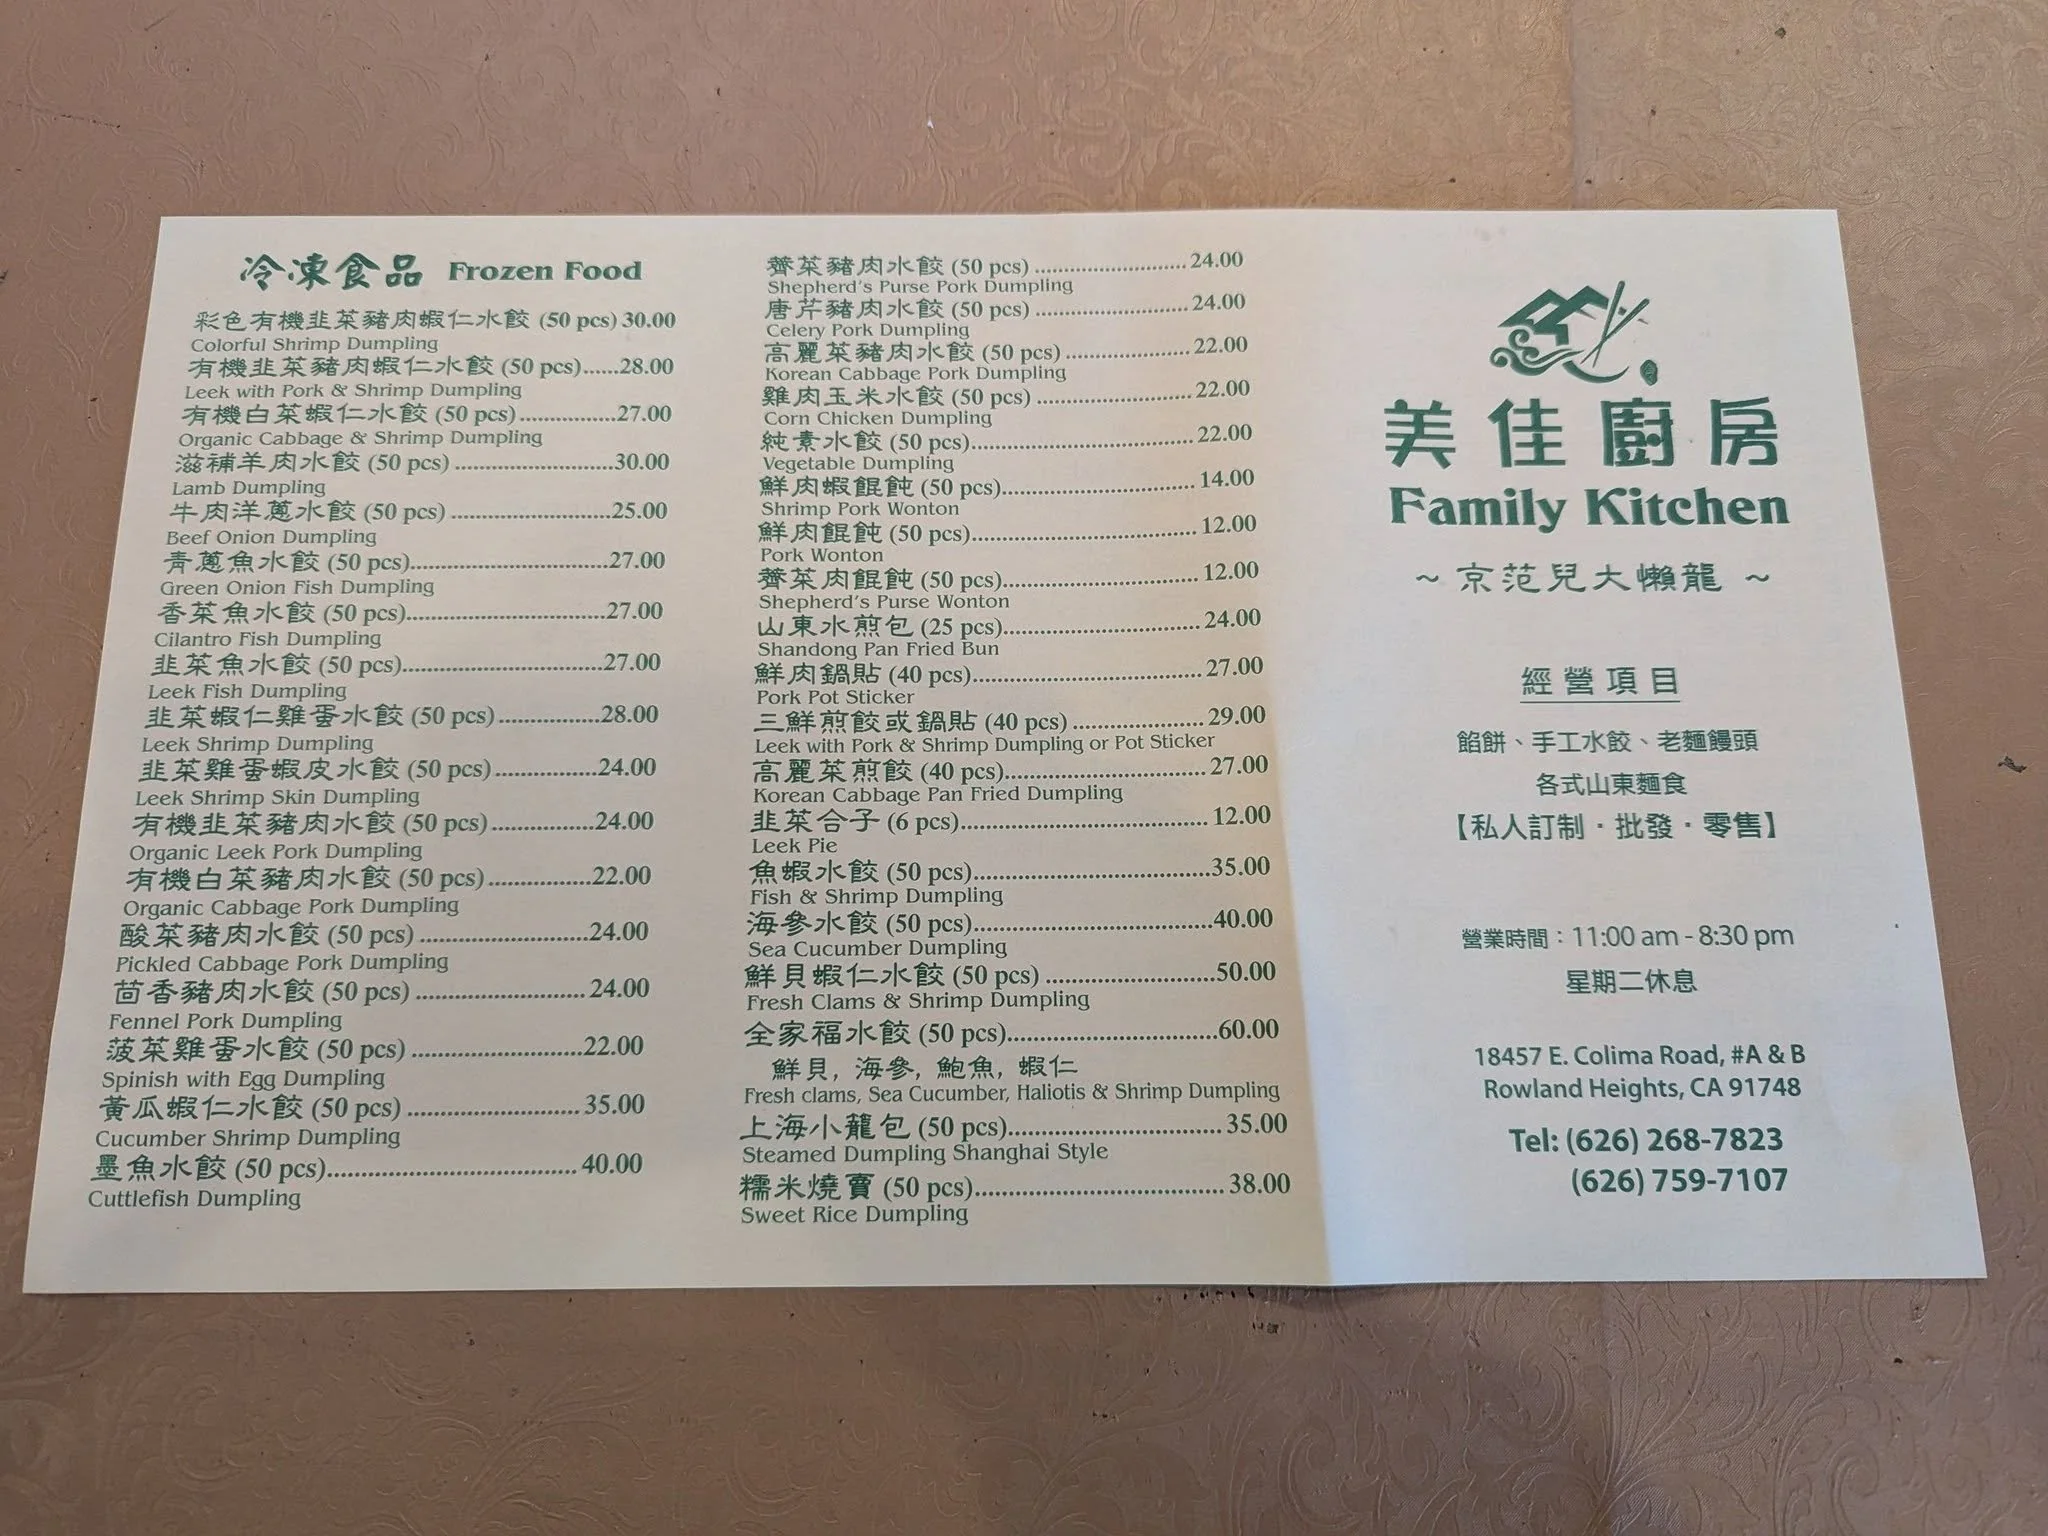 冷凍食品 Frozen Food
彩色有機韭菜豬肉蝦仁水餃 (50 pcs) 30.00
Colorful Shrimp Dumpling
有機韭菜豬肉蝦仁水餃 (50 pcs)......28.00
Leek with Pork & Shrimp Dumpling
有機白菜蝦仁水餃 (50 pcs)................27.00
Organic Cabbage & Shrimp Dumpling
滋補羊肉水餃 (50 pcs) ..........................30.00
Lamb Dumpling
牛肉洋蔥水餃 (50 pcs) ..........................25.00
Beef Onion Dumpling
青蔥魚水餃 (50 pcs)................................27.00
Green Onion Fish Dumpling
香菜魚水餃 (50 pcs)................................27.00
Cilantro Fish Dumpling
韭菜魚水餃 (50 pcs)................................27.00
Leek Fish Dumpling
韭菜蝦仁雞蛋水餃 (50 pcs)................28.00
Leek Shrimp Dumpling
韭菜雞蛋蝦皮水餃 (50 pcs)................24.00
Leek Shrimp Skin Dumpling
有機韭菜豬肉水餃 (50 pcs)................24.00
Organic Leek Pork Dumpling
有機白菜豬肉水餃 (50 pcs)................22.00
Organic Cabbage Pork Dumpling
酸菜豬肉水餃 (50 pcs) ..........................24.00
Pickled Cabbage Pork Dumpling
茴香豬肉水餃 (50 pcs) .......................... 24.00
Fennel Pork Dumpling
菠菜雞蛋水餃 (50 pcs) ..........................22.00
Spinish with Egg Dumpling
黃瓜蝦仁水餃 (50 pcs) .......................... 35.00
Cucumber Shrimp Dumpling
墨魚水餃 (50 pcs)...................................... 40.00
Cuttlefish Dumpling
薺菜豬肉水餃 (50 pcs) .......................... 24.00
Shepherd's Purse Pork Dumpling
唐芹豬肉水餃 (50 pcs) .......................... 24.00
Celery Pork Dumpling
高麗菜豬肉水餃 (50 pcs) ..................... 22.00
Korean Cabbage Pork Dumpling
雞肉玉米水餃 (50 pcs) .......................... 22.00
Corn Chicken Dumpling
純素水餃 (50 pcs)..................................... 22.00
Vegetable Dumpling
鮮肉蝦餛飩 (50 pcs)................................ 14.00
Shrimp Pork Wonton
鮮肉餛飩 (50 pcs)..................................... 12.00
Pork Wonton
薺菜肉餛飩 (50 pcs)................................ 12.00
Shepherd's Purse Wonton
山東水煎包 (25 pcs)................................ 24.00
Shandong Pan Fried Bun
鮮肉鍋貼 (40 pcs)..................................... 27.00
Pork Pot Sticker
三鮮煎餃或鍋貼 (40 pcs) ..................... 29.00
Leek with Pork & Shrimp Dumpling or Pot Sticker
高麗菜煎餃 (40 pcs)................................ 27.00
Korean Cabbage Pan Fried Dumpling
韭菜合子 (6 pcs)....................................... 12.00
Leek Pie
魚蝦水餃 (50 pcs).....................................35.00
Fish & Shrimp Dumpling
海參水餃 (50 pcs).....................................40.00
Sea Cucumber Dumpling
鮮貝蝦仁水餃 (50 pcs) ..........................50.00
Fresh Clams & Shrimp Dumpling
全家福水餃 (50 pcs)................................60.00
鮮貝, 海參, 鮑魚, 蝦仁
Fresh clams, Sea Cucumber, Haliotis & Shrimp Dumpling
上海小籠包 (50 pcs)................................ 35.00
Steamed Dumpling Shanghai Style
糯米燒賣 (50 pcs)..................................... 38.00
Sweet Rice Dumpling
美佳廚房
Family Kitchen
~ 京范兒大懶龍 ~
經營項目
餡餅、手工水餃、老麵饅頭
各式山東麵食
【私人訂制・批發・零售】
營業時間：11:00 am - 8:30 pm
星期二休息
18457 E. Colima Road, #A & B
Rowland Heights, CA 91748
Tel: (626) 268-7823
(626) 759-7107